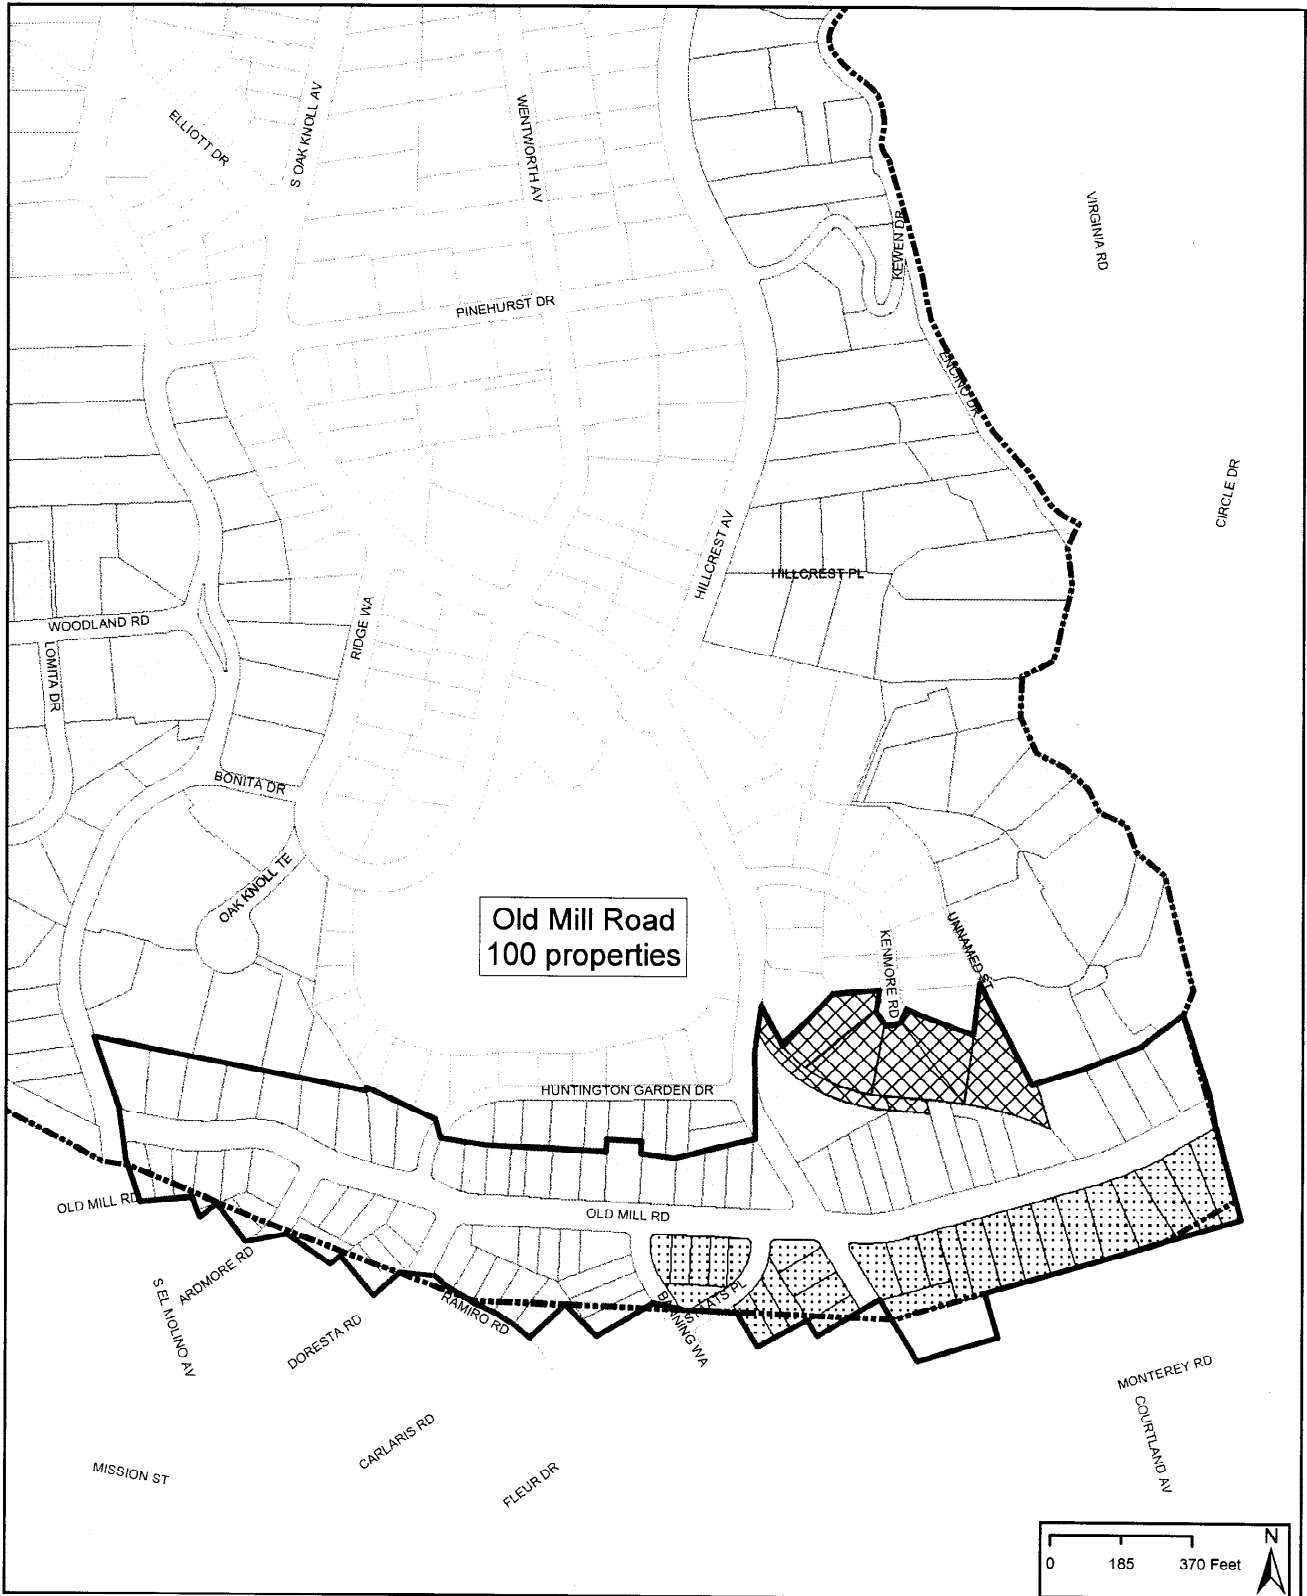 ELLIOTT DR
S OAK KNOLL AV
WENTWORTH AV
VIRGINIA RD
KEWEN DR
PINEHURST DR
ENCINO DR
CIRCLE DR
HILLCREST AV
HILLCREST PL
WOODLAND RD
RIDGE WA
LOMITA DR
BONITA DR
OAK KNOLL TE
Old Mill Road
100 properties
KENMORE RD
UNNAMED ST
HUNTINGTON GARDEN DR
OLD MILL RD
OLD MILL RD
ARDMORE RD
S EL MOLINO AV
DORESTA RD
RAMIRO RD
PL
BANNING WA
MONTEREY RD
COURTLAND AV
CARLARIS RD
MISSION ST
FLEUR DR
N
0 185 370 Feet